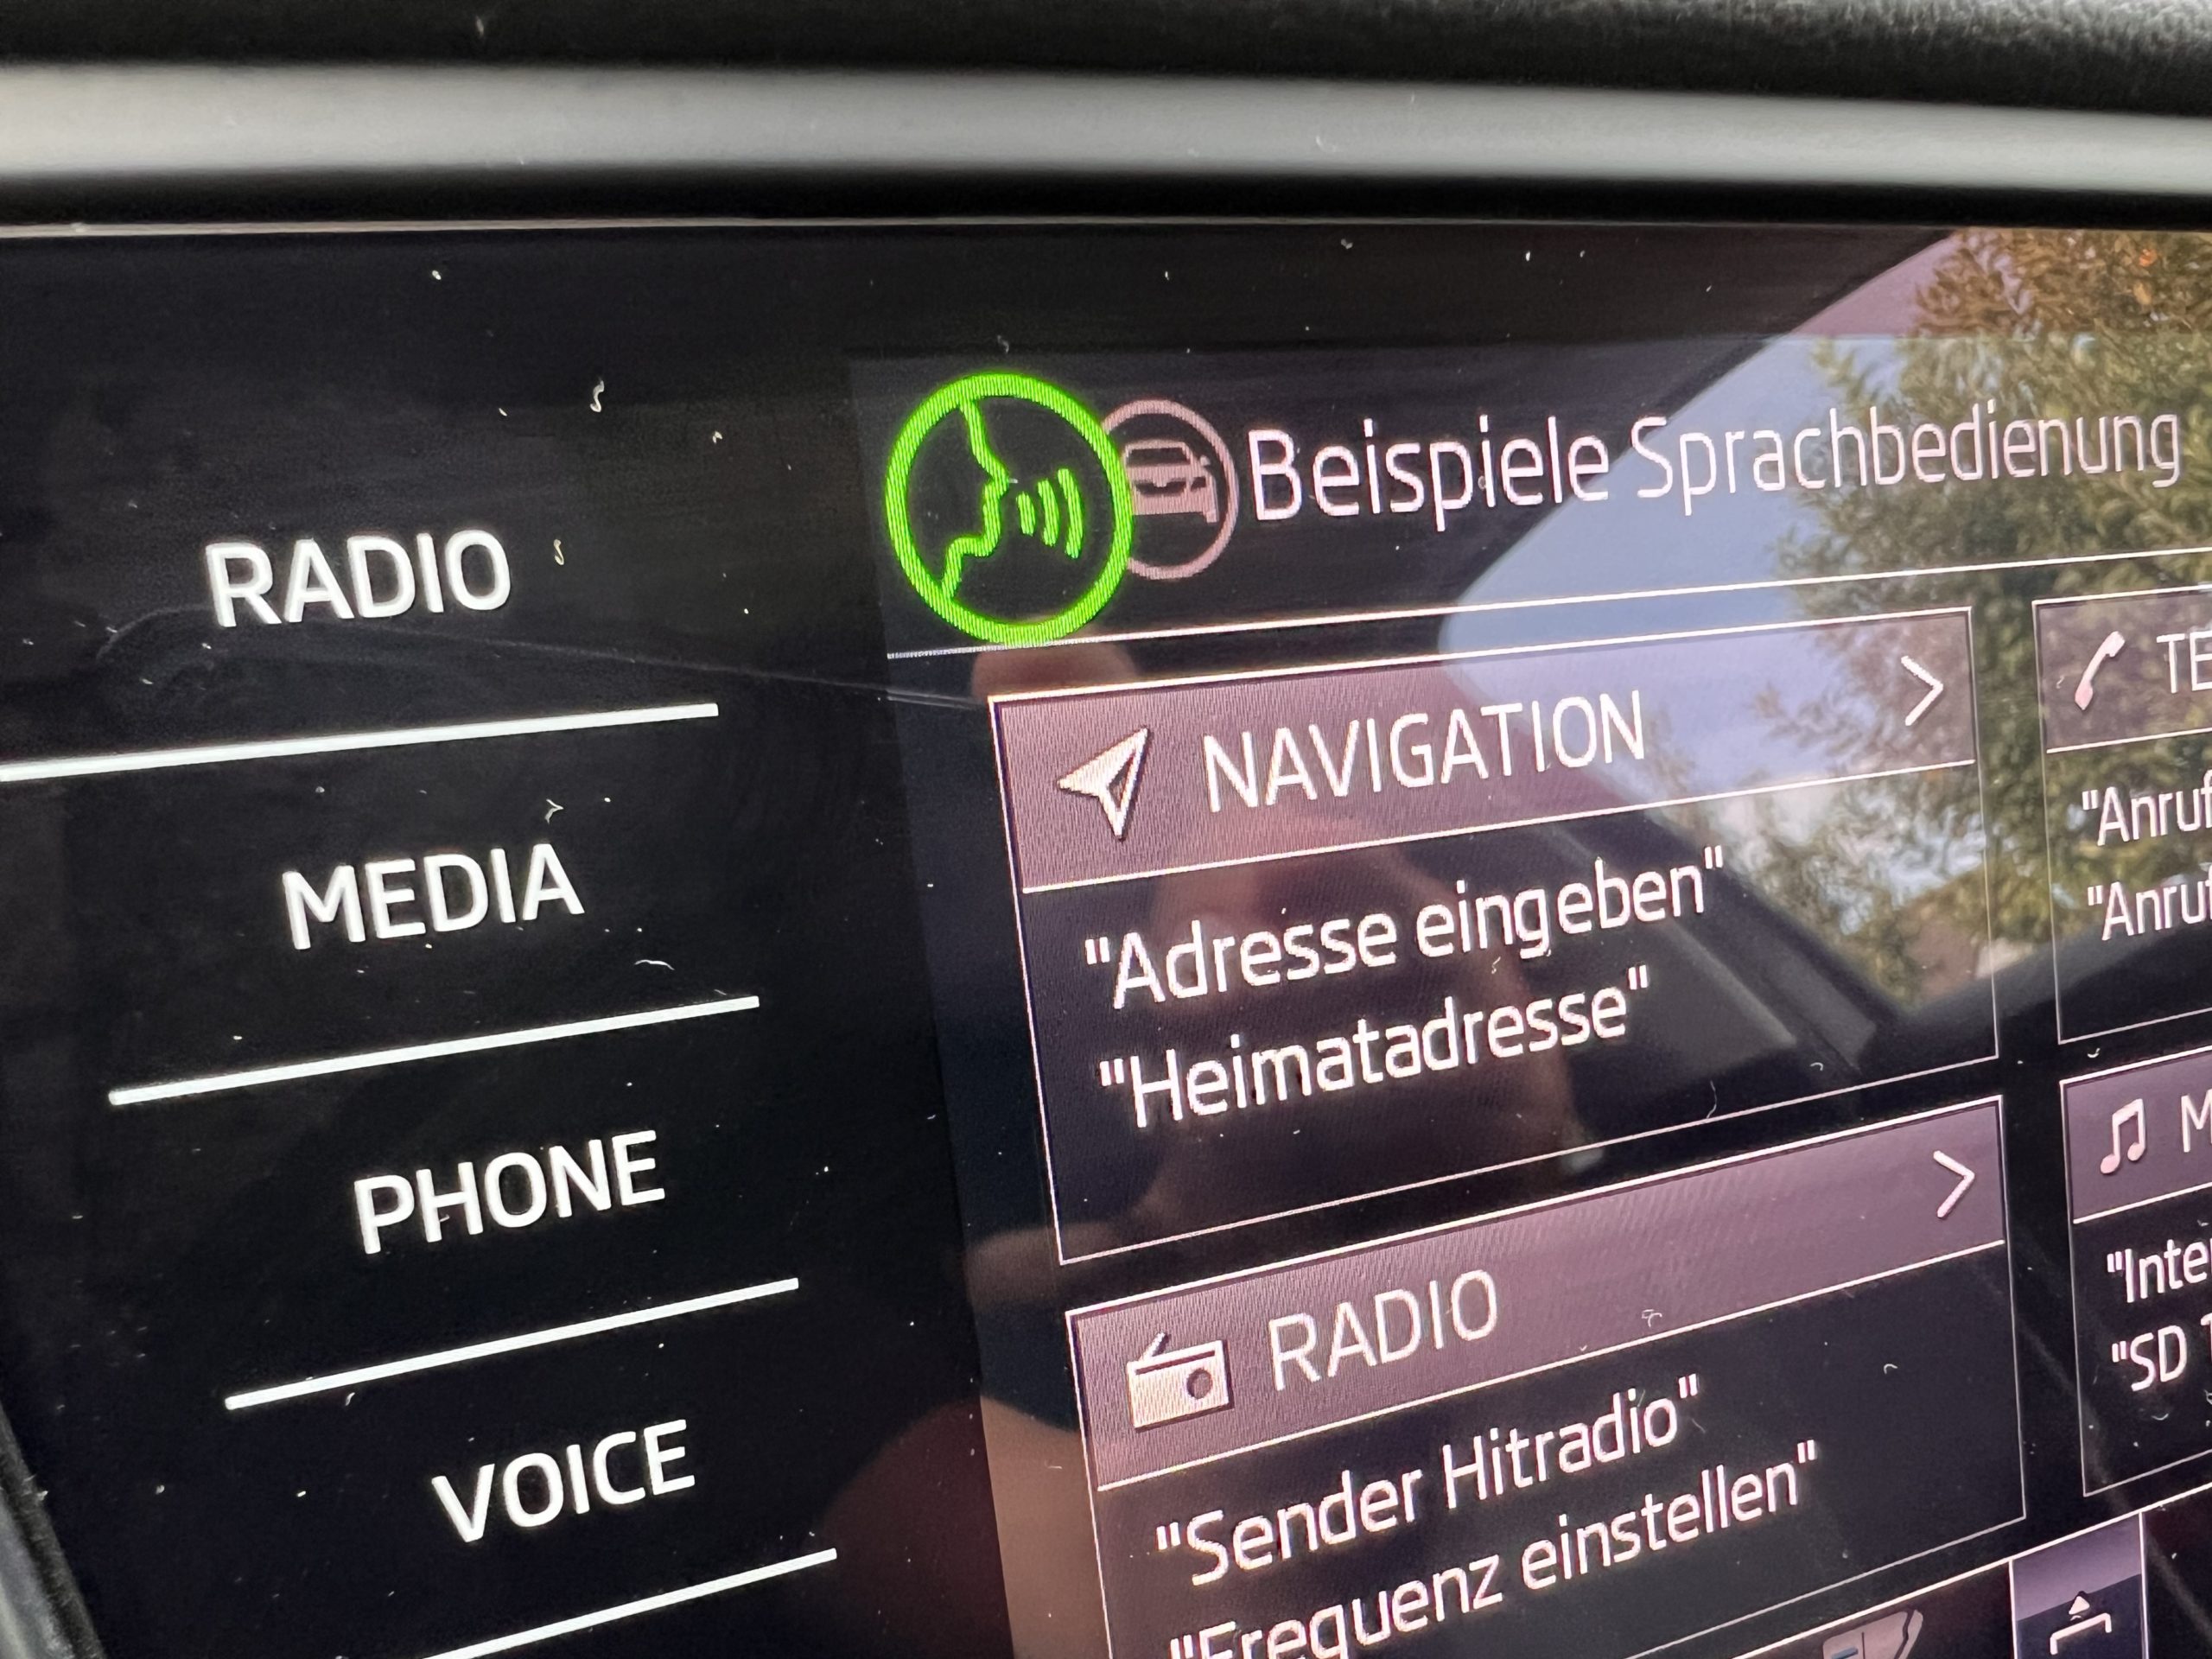 RADIO
MEDIA
PHONE
VOICE
Beispiele Sprachbedienung
NAVIGATION
"Adresse eingeben"
"Heimatadresse"
RADIO
"Sender Hitradio"
"Frequenz einstellen"